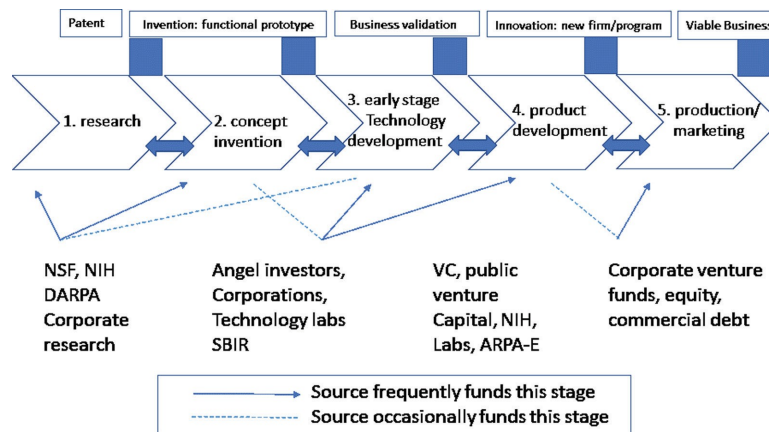 Patent
Invention: functional prototype
Business validation
Innovation: new firm/program
Viable Business
1. research
2. concept
invention
3. early stage
Technology
development
4. product
development
5. production/
marketing
NSF, NIH
DARPA
Corporate
research
Angel investors,
Corporations,
Technology labs
SBIR
VC, public
venture
Capital, NIH,
Labs, ARPA-E
Corporate venture
funds, equity,
commercial debt
Source frequently funds this stage
Source occasionally funds this stage